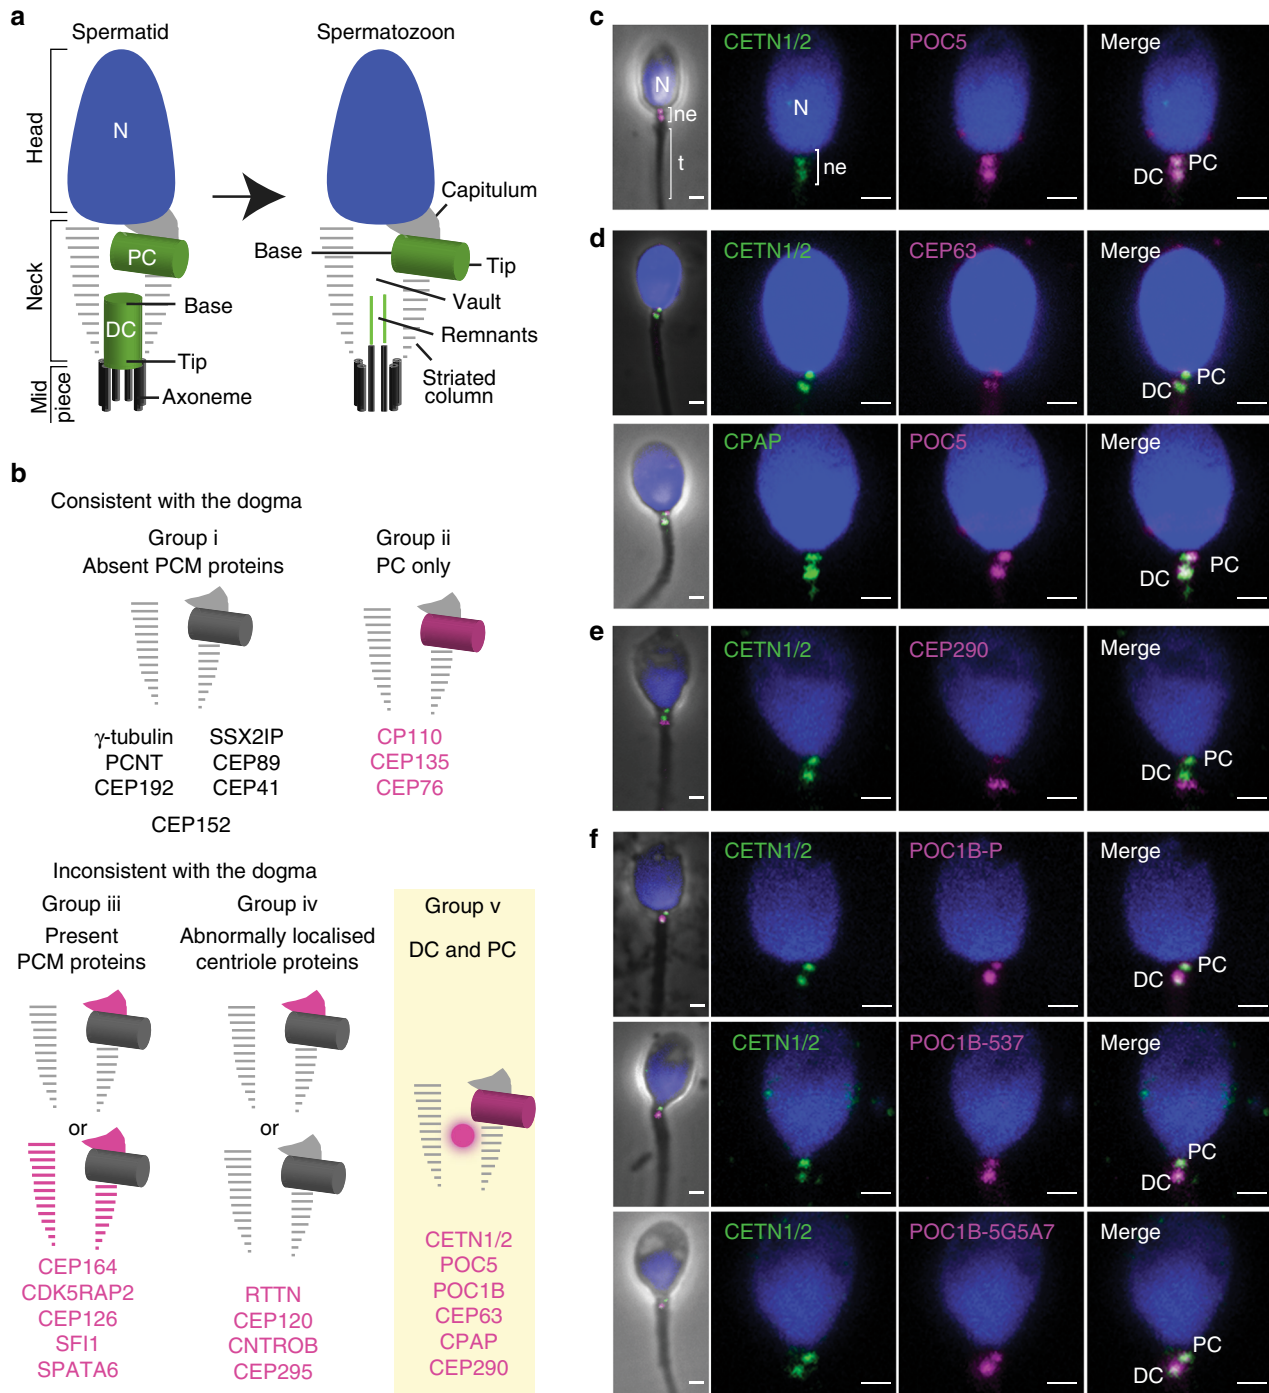 a
Spermatid
Spermatozoon
Head
N
Capitulum
Neck
PC
Base
Tip
Base
Vault
DC
Remnants
Tip
Striated
column
Mid
piece
Axoneme
b
Consistent with the dogma
Group i
Absent PCM proteins
Group ii
PC only
γ-tubulin
PCNT
CEP192
SSX2IP
CEP89
CEP41
CEP152
CP110
CEP135
CEP76
Inconsistent with the dogma
Group iii
Present
PCM proteins
or
CEP164
CDK5RAP2
CEP126
SFI1
SPATA6
Group iv
Abnormally localised
centriole proteins
or
RTTN
CEP120
CNTROB
CEP295
Group v
DC and PC
CETN1/2
POC5
POC1B
CEP63
CPAP
CEP290
c
N
ne
t
CETN1/2
N
ne
POC5
Merge
PC
DC
d
CETN1/2
CEP63
Merge
PC
DC
CPAP
POC5
Merge
PC
DC
e
CETN1/2
CEP290
Merge
PC
DC
f
CETN1/2
POC1B-P
Merge
PC
DC
CETN1/2
POC1B-537
Merge
PC
DC
CETN1/2
POC1B-5G5A7
Merge
PC
DC